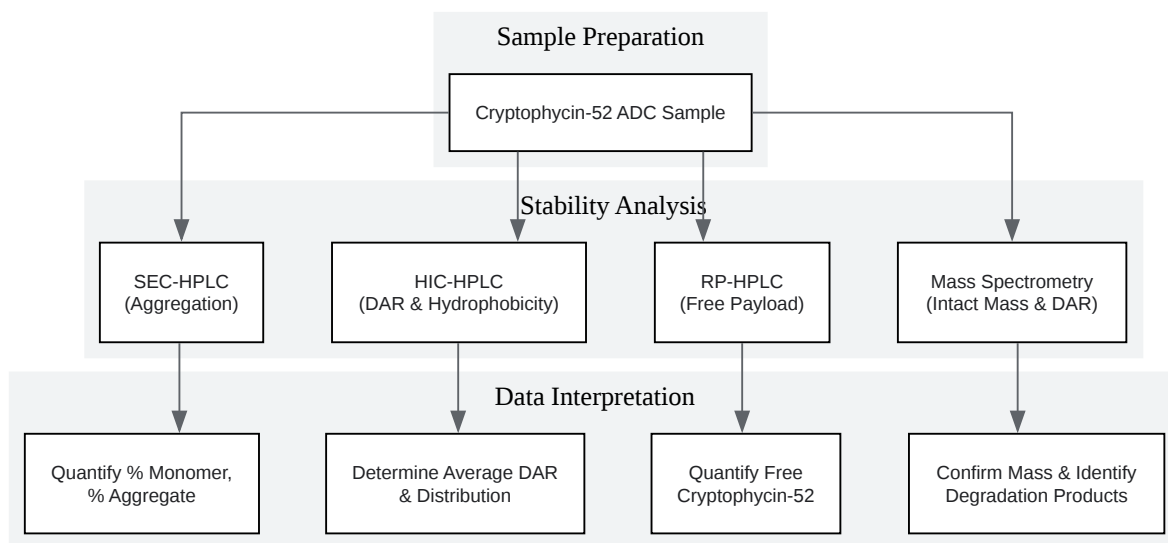 Sample Preparation
Cryptophycin-52 ADC Sample
Stability Analysis
SEC-HPLC
(Aggregation)
HIC-HPLC
(DAR & Hydrophobicity)
RP-HPLC
(Free Payload)
Mass Spectrometry
(Intact Mass & DAR)
Data Interpretation
Quantify % Monomer,
% Aggregate
Determine Average DAR
& Distribution
Quantify Free
Cryptophycin-52
Confirm Mass & Identify
Degradation Products